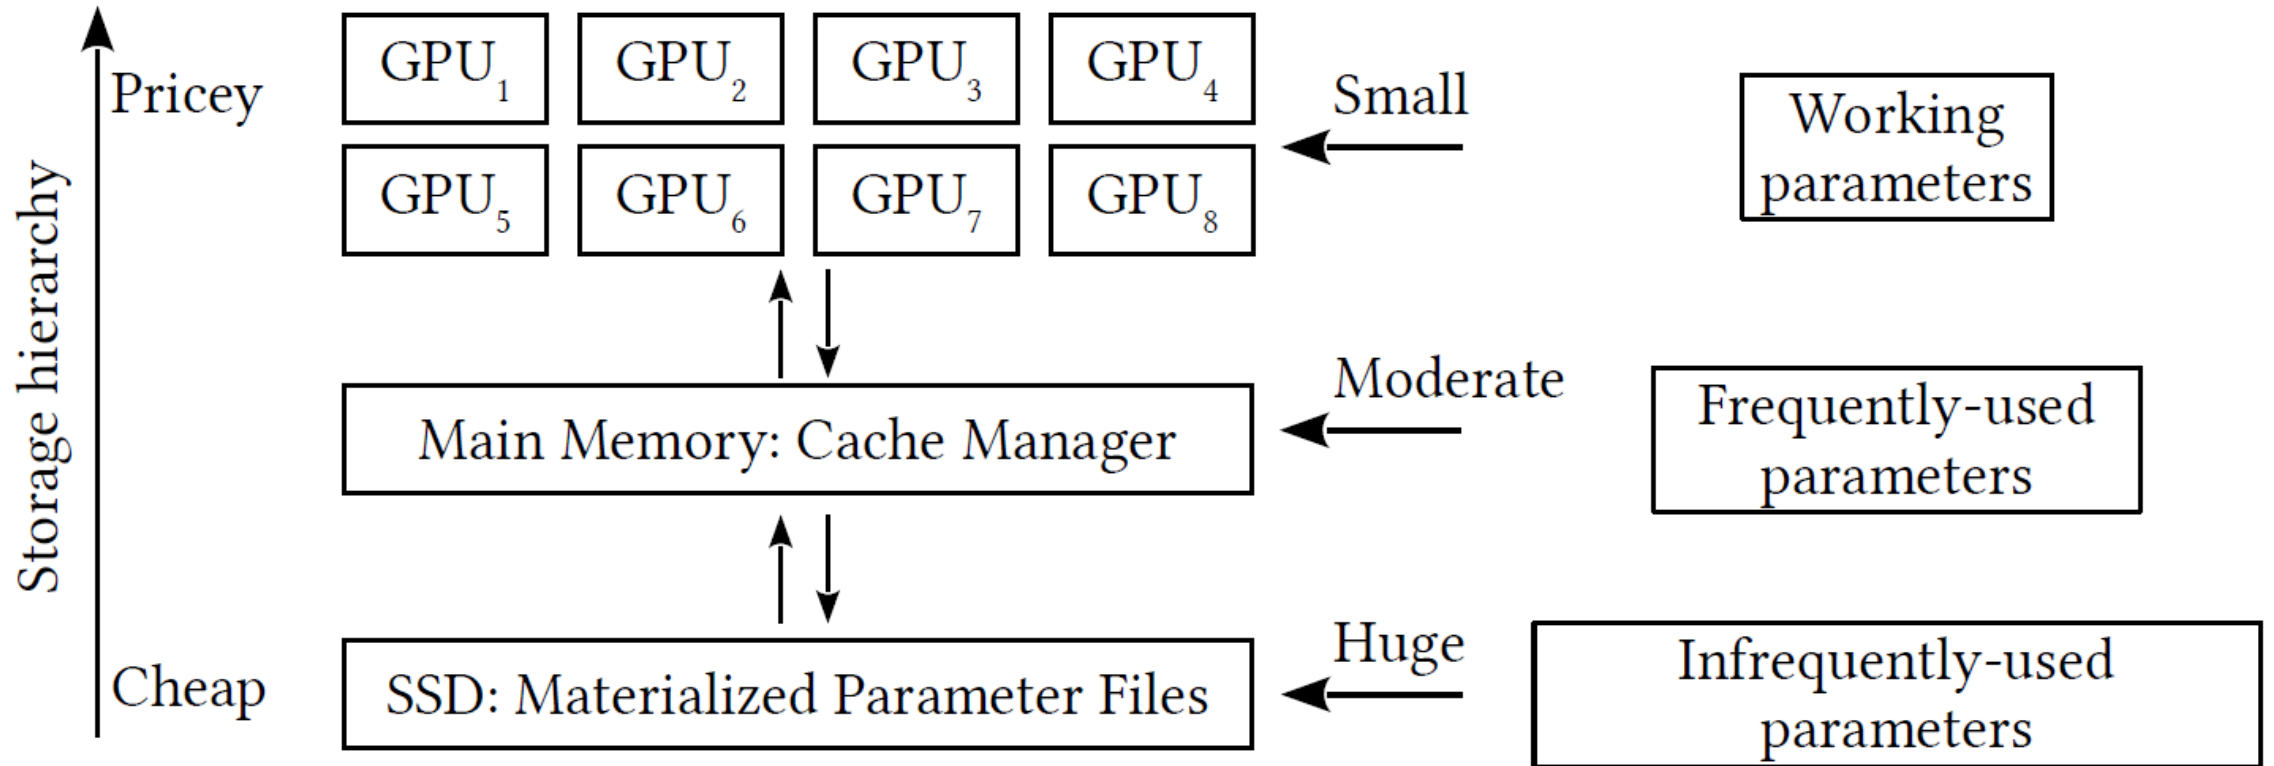 Storage hierarchy
Pricey
GPU₁ GPU₂ GPU₃ GPU₄
GPU₅ GPU₆ GPU₇ GPU₈
Small
Working
parameters
Main Memory: Cache Manager
Moderate
Frequently-used
parameters
Cheap
SSD: Materialized Parameter Files
Huge
Infrequently-used
parameters